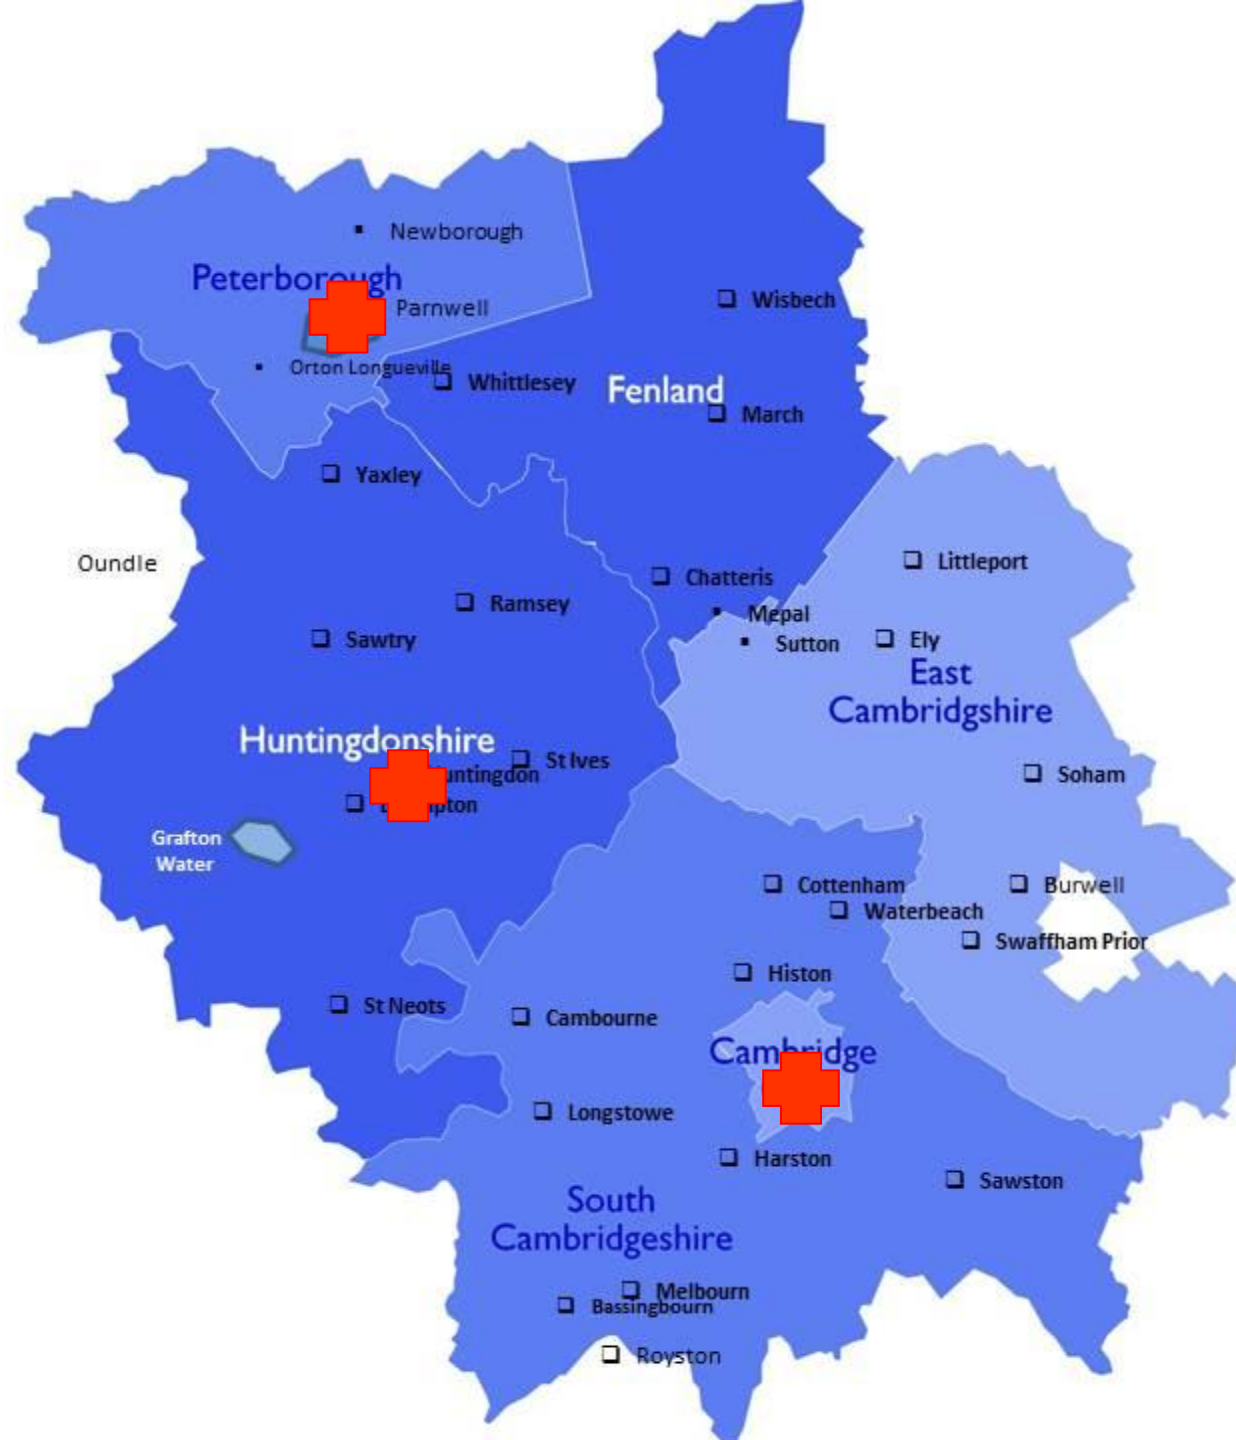 Newborough
Peterborough
Wisbech
Parnwell
Orton Longueville
Whittlesey
Fenland
March
Yaxley
Oundle
Littleport
Chatteris
Ramsey
Mepal
Sawtry
Sutton
Ely
East
Cambridgshire
Huntingdonshire
St Ives
untingdon
Soham
Grafton
Water
Cottenham
Burwell
Waterbeach
Swaffham Prior
Histon
St Neots
Cambourne
Cambridge
Longstowe
Harston
Sawston
South
Cambridgeshire
Melbourn
Bassingbourn
Royston